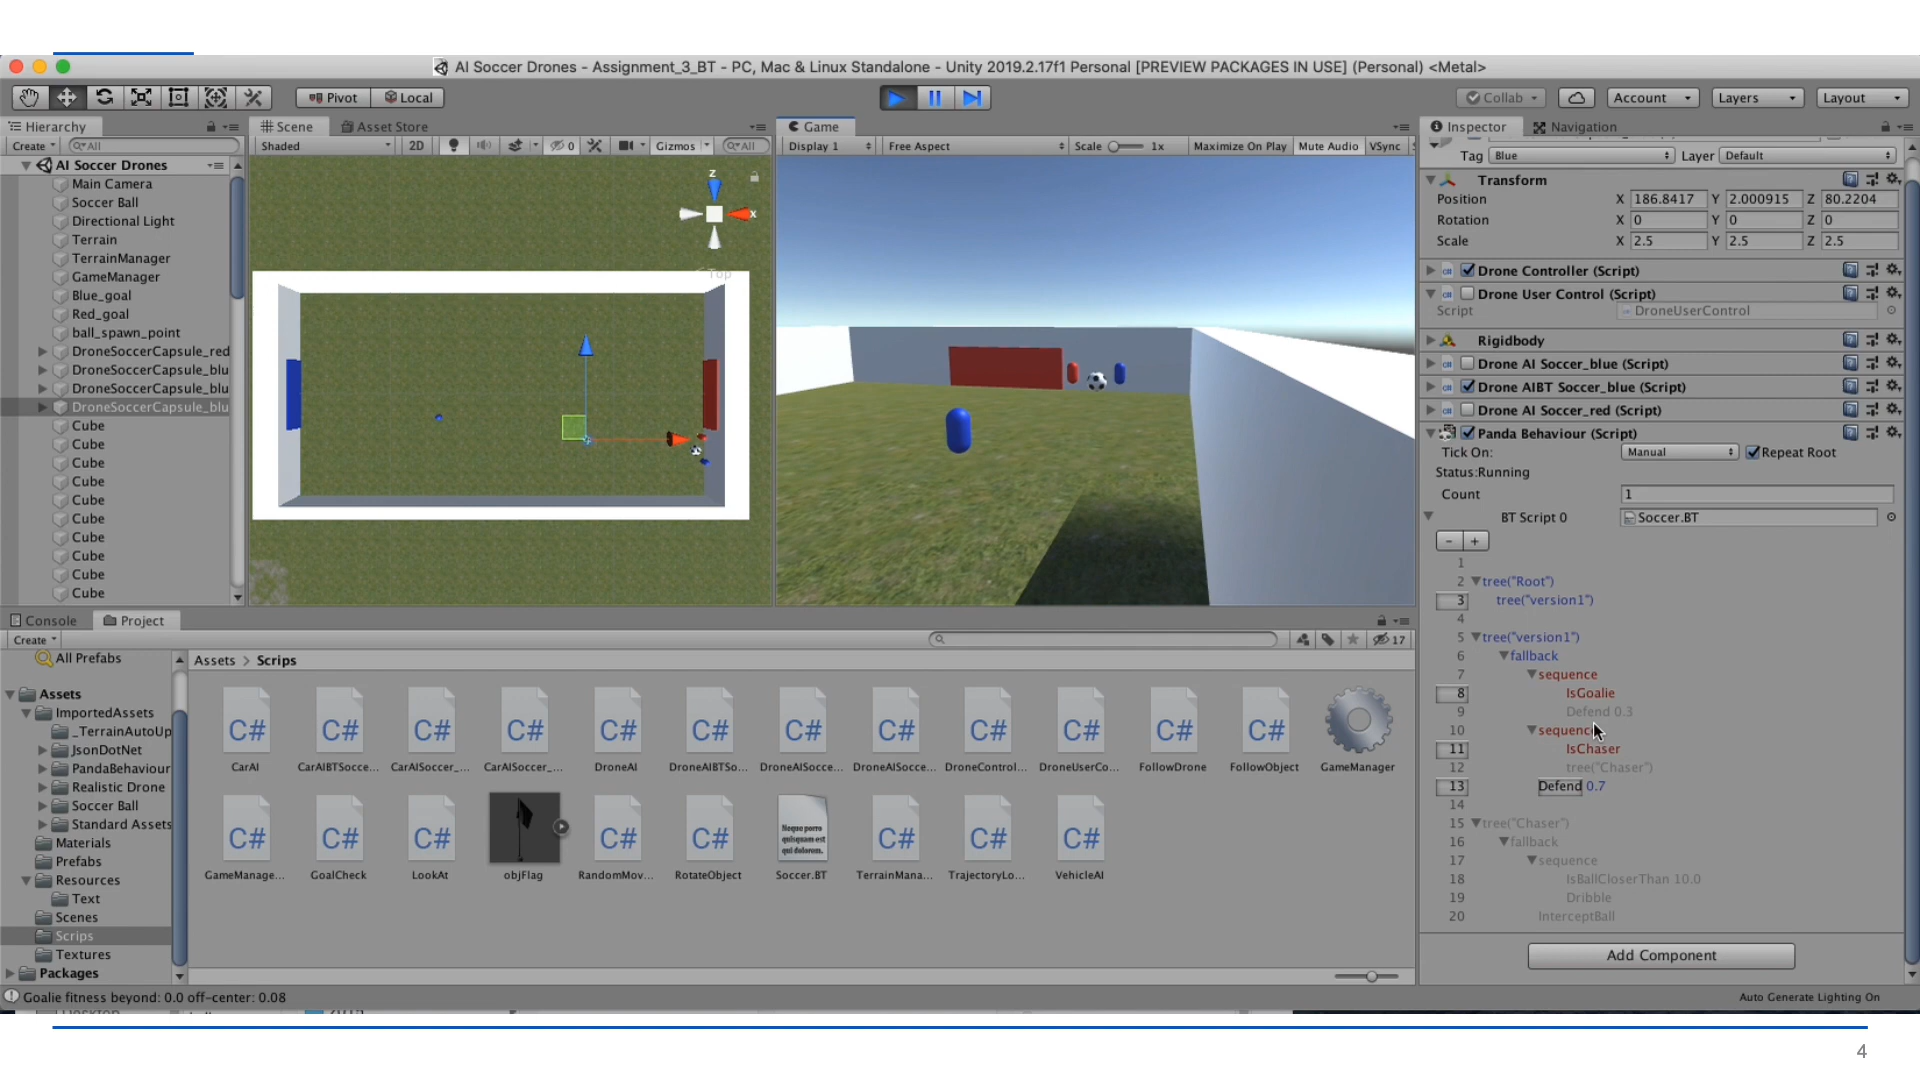 AI Soccer Drones - Assignment_3_BT - PC, Mac & Linux Standalone - Unity 2019.2.17f1 Personal [PREVIEW PACKAGES IN USE] (Personal) <Metal>
Pivot Local Collab Account Layers Layout
Hierarchy
Create All
AI Soccer Drones
Main Camera
Soccer Ball
Directional Light
Terrain
TerrainManager
GameManager
Blue_goal
Red_goal
ball_spawn_point
DroneSoccerCapsule_red
DroneSoccerCapsule_blu
DroneSoccerCapsule_blu
DroneSoccerCapsule_blu
Cube
Cube
Cube
Cube
Cube
Cube
Cube
Cube
Cube
Cube
Scene Asset Store
Shaded 2D 0 Gizmos All
z
x
Top
Game
Display 1 Free Aspect Scale 1x Maximize On Play Mute Audio VSync
Inspector Navigation
Tag Blue Layer Default
Transform
Position X 186.8417 Y 2.000915 Z 80.2204
Rotation X 0 Y 0 Z 0
Scale X 2.5 Y 2.5 Z 2.5
Drone Controller (Script)
Drone User Control (Script)
Script DroneUserControl
Rigidbody
Drone AI Soccer_blue (Script)
Drone AIBT Soccer_blue (Script)
Drone AI Soccer_red (Script)
Panda Behaviour (Script)
Tick On: Manual Repeat Root
Status:Running
Count 1
BT Script 0 Soccer.BT
- +
1
2 tree("Root")
3 tree("version1")
4
5 tree("version1")
6 fallback
7 sequence
8 IsGoalie
9 Defend 0.3
10 sequence
11 IsChaser
12 tree("Chaser")
13 Defend 0.7
14
15 tree("Chaser")
16 fallback
17 sequence
18 IsBallCloserThan 10.0
19 Dribble
20 InterceptBall
Add Component
Auto Generate Lighting On
Console Project
Create 17
All Prefabs
Assets
ImportedAssets
_TerrainAutoUp
JsonDotNet
PandaBehaviour
Realistic Drone
Soccer Ball
Standard Assets
Materials
Prefabs
Resources
Text
Scenes
Scrips
Textures
Packages
Assets > Scrips
C# C# C# C# C# C# C# C# C# C# C# C#
CarAI CarAIBTSocce... CarAISoccer_... CarAISoccer_... DroneAI DroneAIBTSo... DroneAISocce... DroneAISocce... DroneControl... DroneUserCo... FollowDrone FollowObject GameManager
C# C# C# C# C# Neque porro quisquam est qui dolorem. C# C# C#
GameManage... GoalCheck LookAt objFlag RandomMov... RotateObject Soccer.BT TerrainMana... TrajectoryLo... VehicleAI
Goalie fitness beyond: 0.0 off-center: 0.08
4